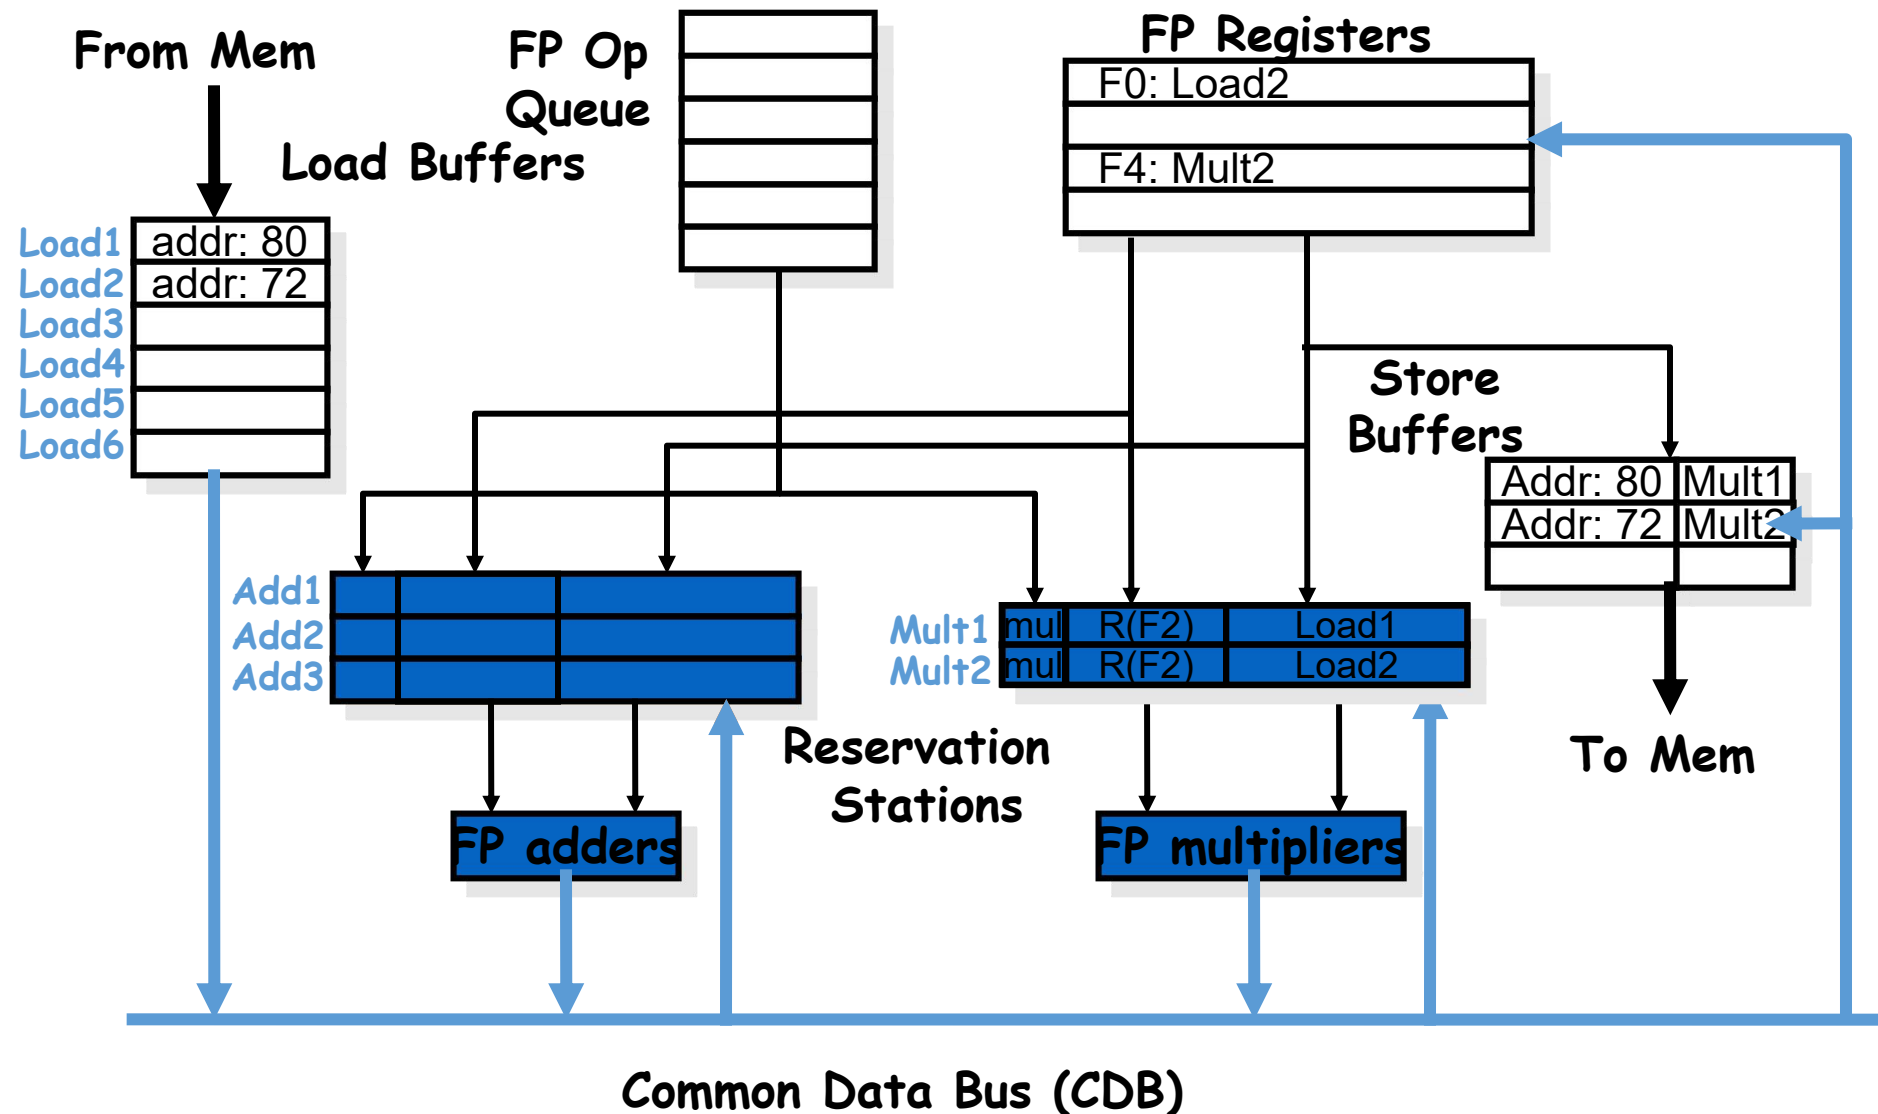 From Mem
FP Op
Queue
FP Registers
F0: Load2
F4: Mult2
Load Buffers
Load1 addr: 80
Load2 addr: 72
Load3
Load4
Load5
Load6
Store
Buffers
Addr: 80 Mult1
Addr: 72 Mult2
Add1
Add2
Add3
Mult1 mul R(F2) Load1
Mult2 mul R(F2) Load2
Reservation
Stations
To Mem
FP adders
FP multipliers
Common Data Bus (CDB)